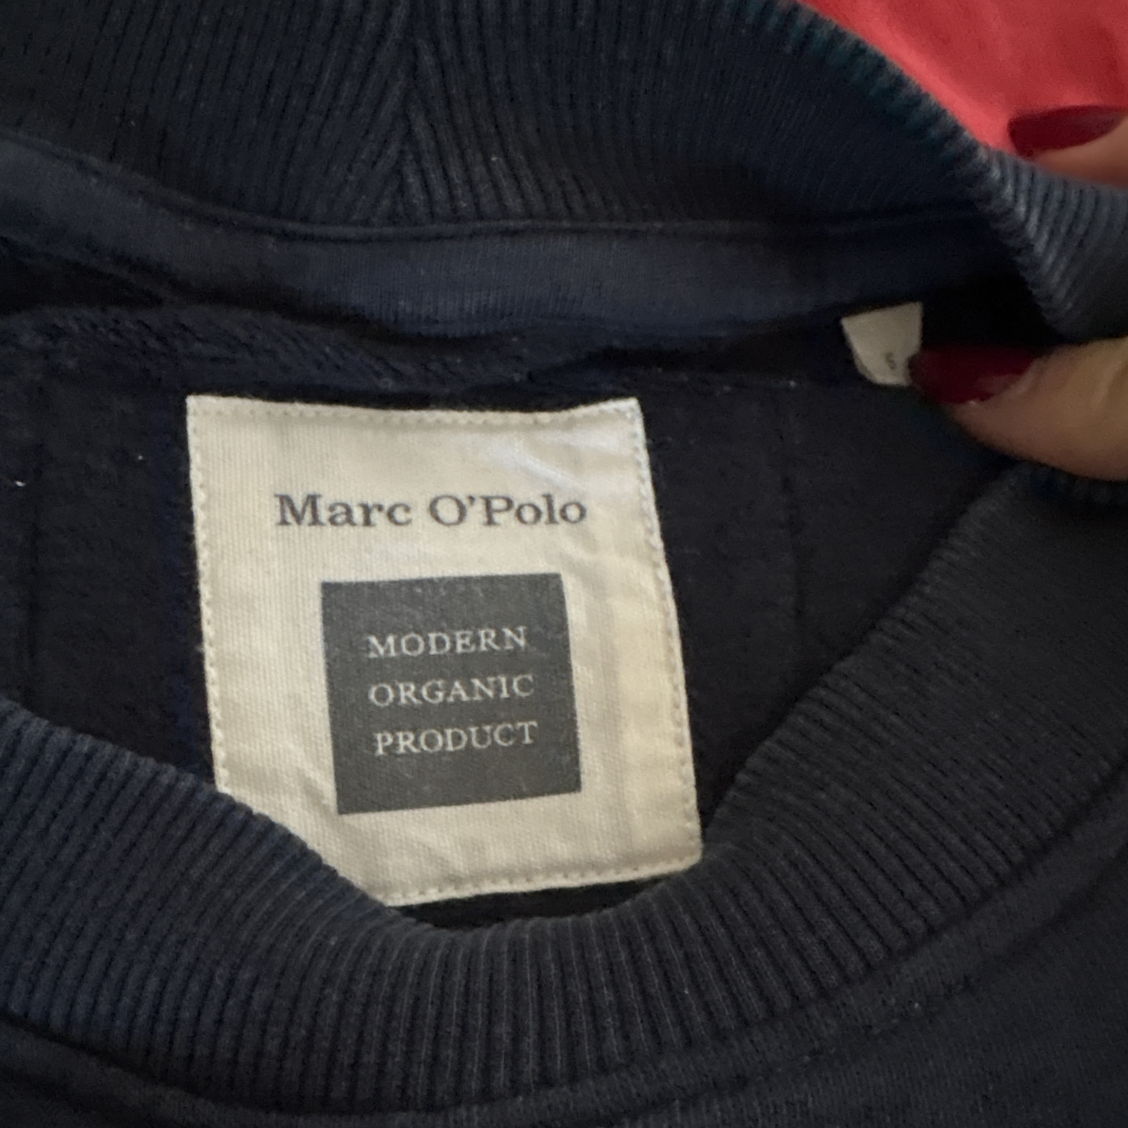 Marc O'Polo
MODERN
ORGANIC
PRODUCT